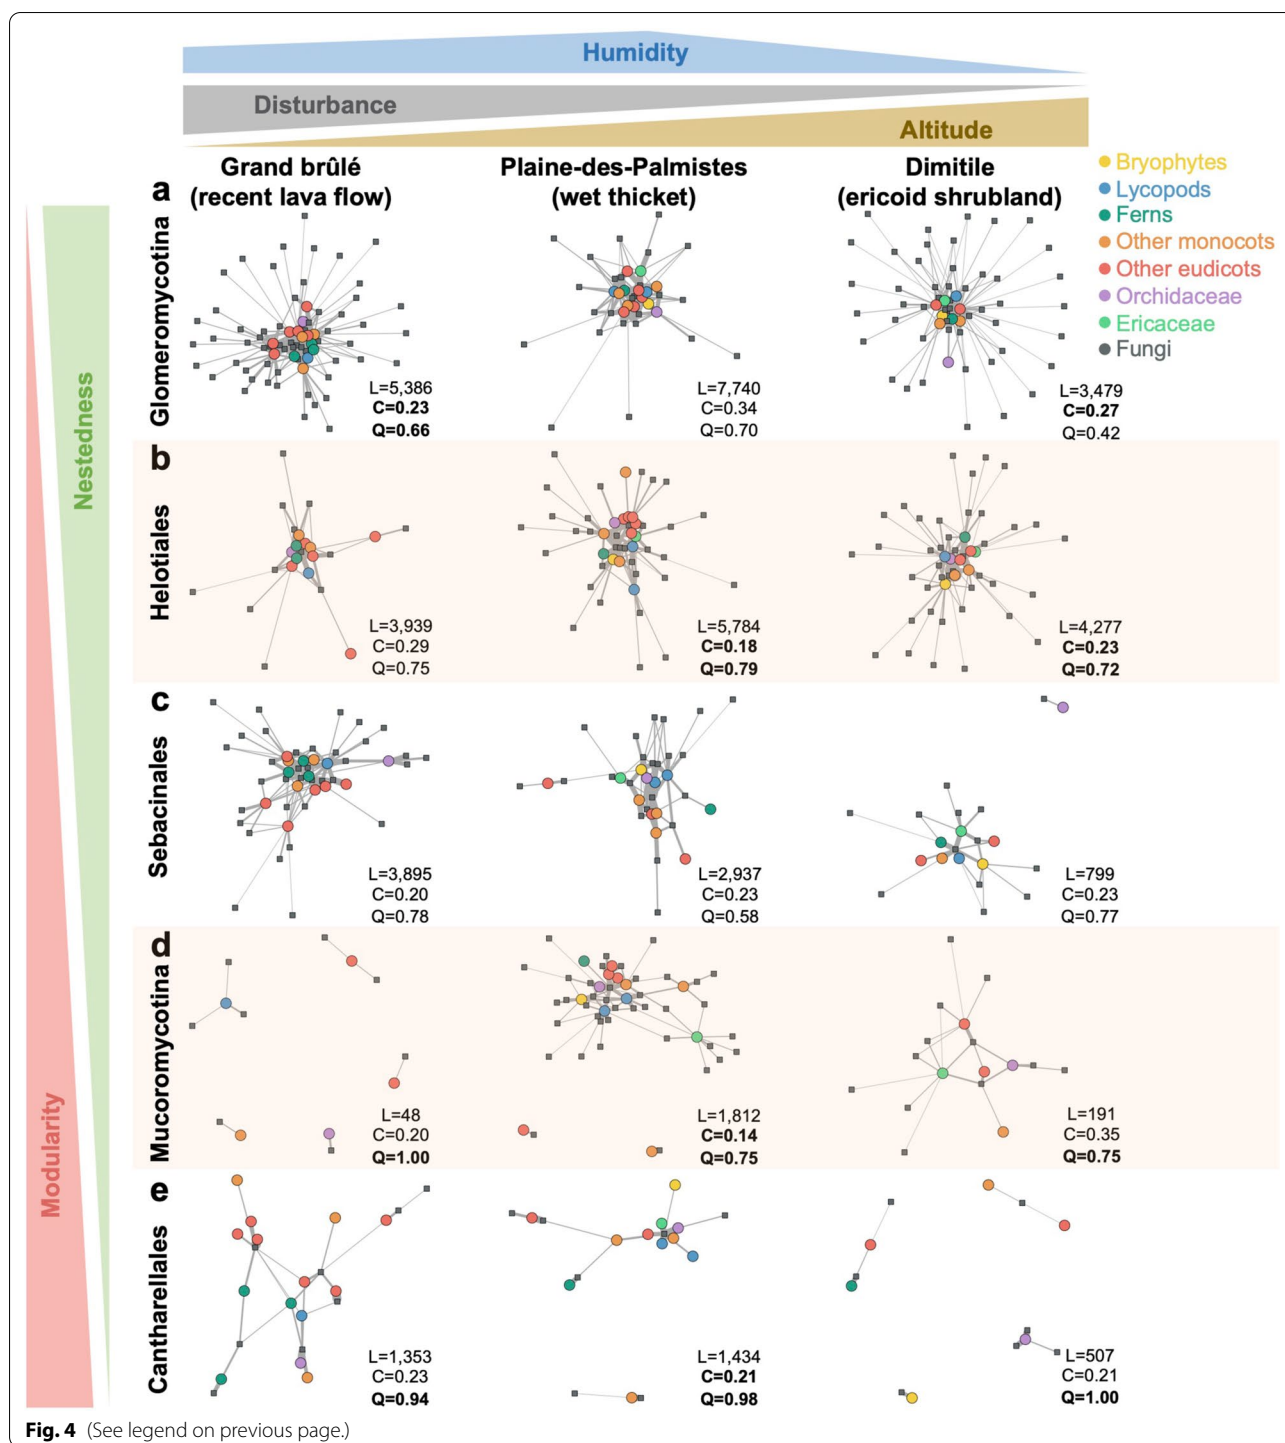 Humidity
Disturbance
Altitude
Grand brûlé
(recent lava flow)
Plaine-des-Palmistes
(wet thicket)
Dimitile
(ericoid shrubland)
Bryophytes
Lycopods
Ferns
Other monocots
Other eudicots
Orchidaceae
Ericaceae
Fungi
Nestedness
Modularity
a
Glomeromycotina
L=5,386
C=0.23
Q=0.66
L=7,740
C=0.34
Q=0.70
L=3,479
C=0.27
Q=0.42
b
Helotiales
L=3,939
C=0.29
Q=0.75
L=5,784
C=0.18
Q=0.79
L=4,277
C=0.23
Q=0.72
c
Sebacinales
L=3,895
C=0.20
Q=0.78
L=2,937
C=0.23
Q=0.58
L=799
C=0.23
Q=0.77
d
Mucoromycotina
L=48
C=0.20
Q=1.00
L=1,812
C=0.14
Q=0.75
L=191
C=0.35
Q=0.75
e
Cantharellales
L=1,353
C=0.23
Q=0.94
L=1,434
C=0.21
Q=0.98
L=507
C=0.21
Q=1.00
Fig. 4 (See legend on previous page.)